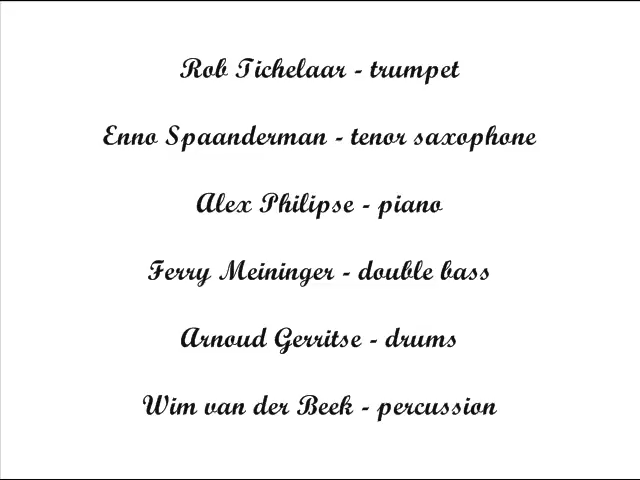 Rob Tichelaar - trumpet
Enno Spaanderman - tenor saxophone
Alex Philipse - piano
Ferry Meininger - double bass
Arnoud Gerritse - drums
Wim van der Beek - percussion